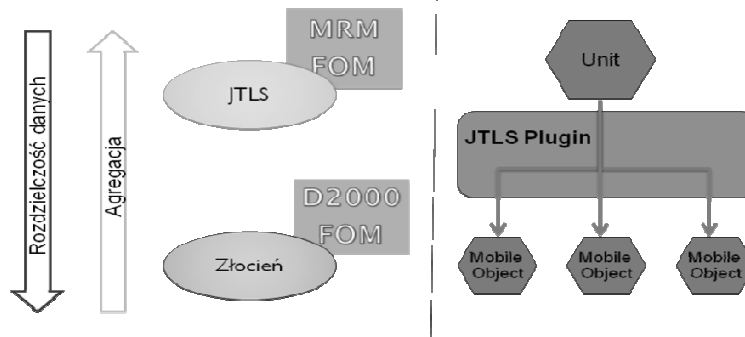 Rozdzielczość danych
Agregacja
MRM
FOM
JTLS
D2000
FOM
Złocień
Unit
JTLS Plugin
Mobile
Object
Mobile
Object
Mobile
Object